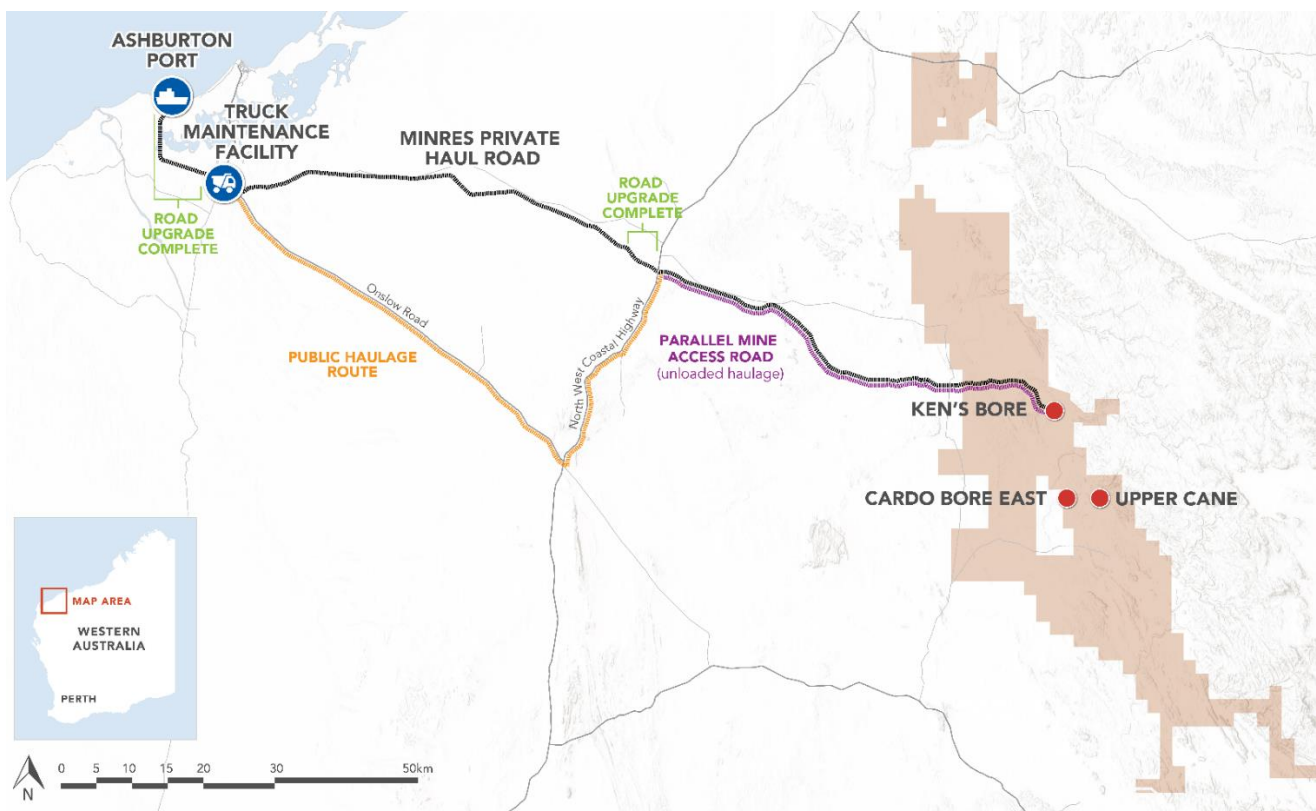 ASHBURTON
PORT
TRUCK
MAINTENANCE
FACILITY
MINRES PRIVATE
HAUL ROAD
ROAD
UPGRADE
COMPLETE
ROAD
UPGRADE
COMPLETE
Onslow Road
North West Coastal Highway
PUBLIC HAULAGE
ROUTE
PARALLEL MINE
ACCESS ROAD
(unloaded haulage)
KEN'S BORE
CARDO BORE EAST
UPPER CANE
MAP AREA
WESTERN
AUSTRALIA
PERTH
N
0 5 10 15 20 30 50km